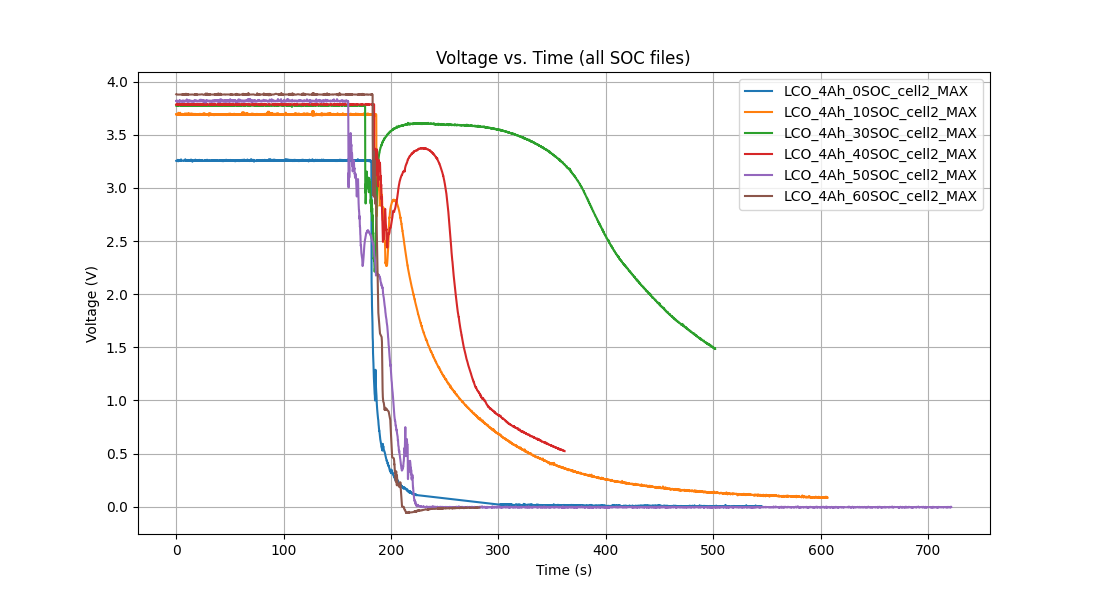 Voltage vs. Time (all SOC files)
LCO_4Ah_0SOC_cell2_MAX
LCO_4Ah_10SOC_cell2_MAX
LCO_4Ah_30SOC_cell2_MAX
LCO_4Ah_40SOC_cell2_MAX
LCO_4Ah_50SOC_cell2_MAX
LCO_4Ah_60SOC_cell2_MAX
Voltage (V)
4.0
3.5
3.0
2.5
2.0
1.5
1.0
0.5
0.0
0 100 200 300 400 500 600 700
Time (s)